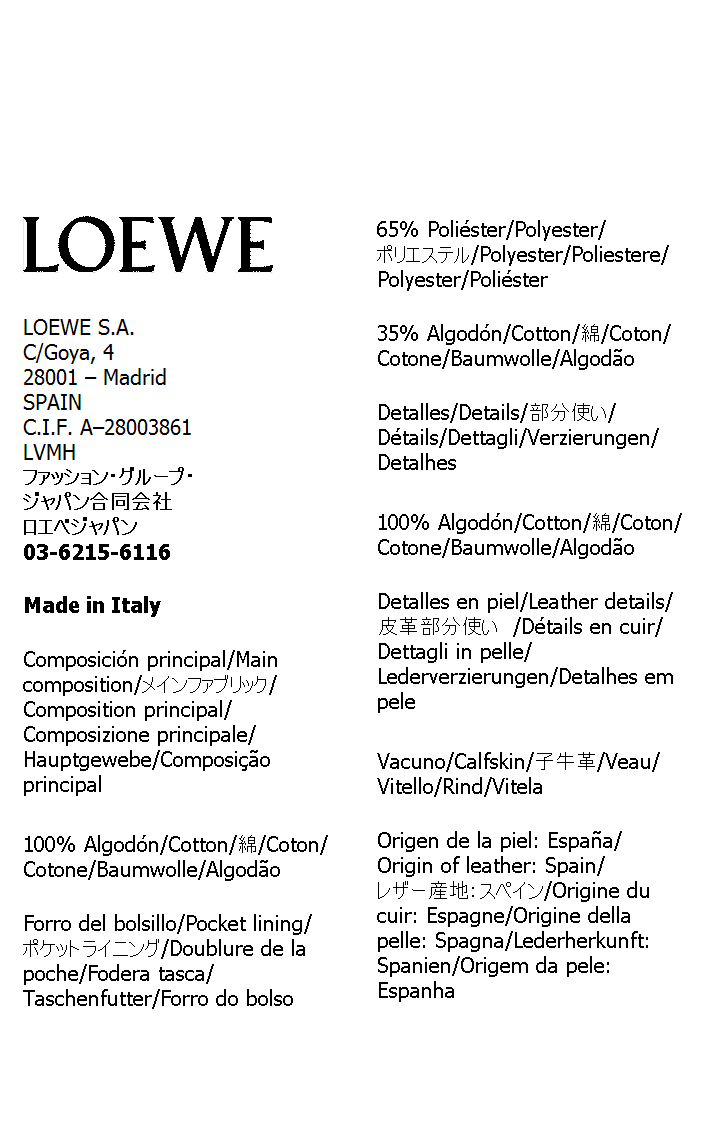 LOEWE
LOEWE S.A.
C/Goya, 4
28001 – Madrid
SPAIN
C.I.F. A–28003861
LVMH
ファッション・グループ・
ジャパン合同会社
ロエベジャパン
03-6215-6116
Made in Italy
Composición principal/Main
composition/メインファブリック/
Composition principal/
Composizione principale/
Hauptgewebe/Composição
principal
100% Algodón/Cotton/綿/Coton/
Cotone/Baumwolle/Algodão
Forro del bolsillo/Pocket lining/
ポケットライニング/Doublure de la
poche/Fodera tasca/
Taschenfutter/Forro do bolso
65% Poliéster/Polyester/
ポリエステル/Polyester/Poliestere/
Polyester/Poliéster
35% Algodón/Cotton/綿/Coton/
Cotone/Baumwolle/Algodão
Detalles/Details/部分使い/
Détails/Dettagli/Verzierungen/
Detalhes
100% Algodón/Cotton/綿/Coton/
Cotone/Baumwolle/Algodão
Detalles en piel/Leather details/
皮革部分使い /Détails en cuir/
Dettagli in pelle/
Lederverzierungen/Detalhes em
pele
Vacuno/Calfskin/子牛革/Veau/
Vitello/Rind/Vitela
Origen de la piel: España/
Origin of leather: Spain/
レザー産地：スペイン/Origine du
cuir: Espagne/Origine della
pelle: Spagna/Lederherkunft:
Spanien/Origem da pele:
Espanha